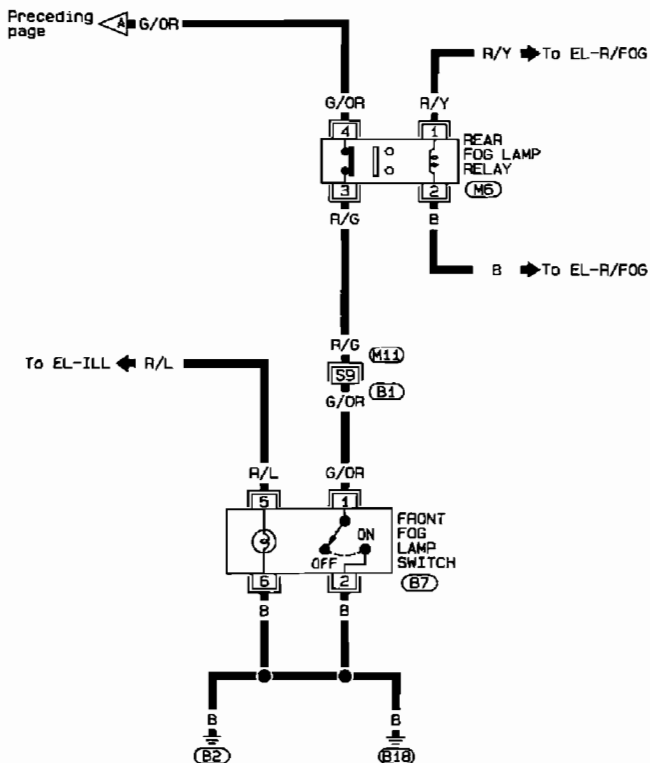 Preceding page
A
G/OR
R/Y
To EL-R/FOG
G/OR
R/Y
4
1
REAR
FOG LAMP
RELAY
M6
3
2
R/G
B
B
To EL-R/FOG
R/G
M11
To EL-ILL
R/L
59
B1
G/OR
R/L
G/OR
5
1
FRONT
FOG
LAMP
SWITCH
ON
OFF
B7
6
2
B
B
B
B
B2
B18